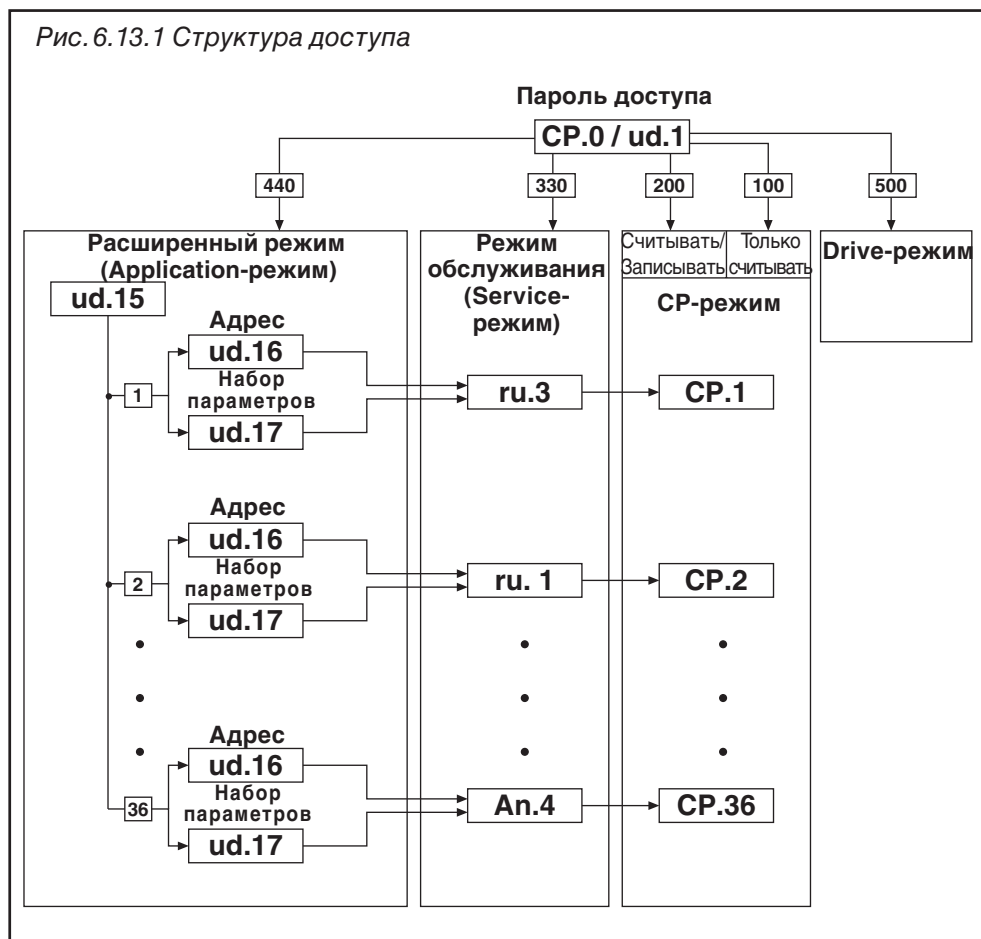 Рис. 6.13.1 Структура доступа
Пароль доступа
CP.0 / ud.1
440
330
200
100
500
Расширенный режим
(Application-режим)
Режим
обслуживания
(Service-
режим)
Считывать/
Записывать
Только
считывать
CP-режим
Drive-режим
ud.15
Адрес
ud.16
Набор
параметров
ud.17
1
ru.3
CP.1
Адрес
ud.16
Набор
параметров
ud.17
2
ru. 1
CP.2
Адрес
ud.16
Набор
параметров
ud.17
36
An.4
CP.36